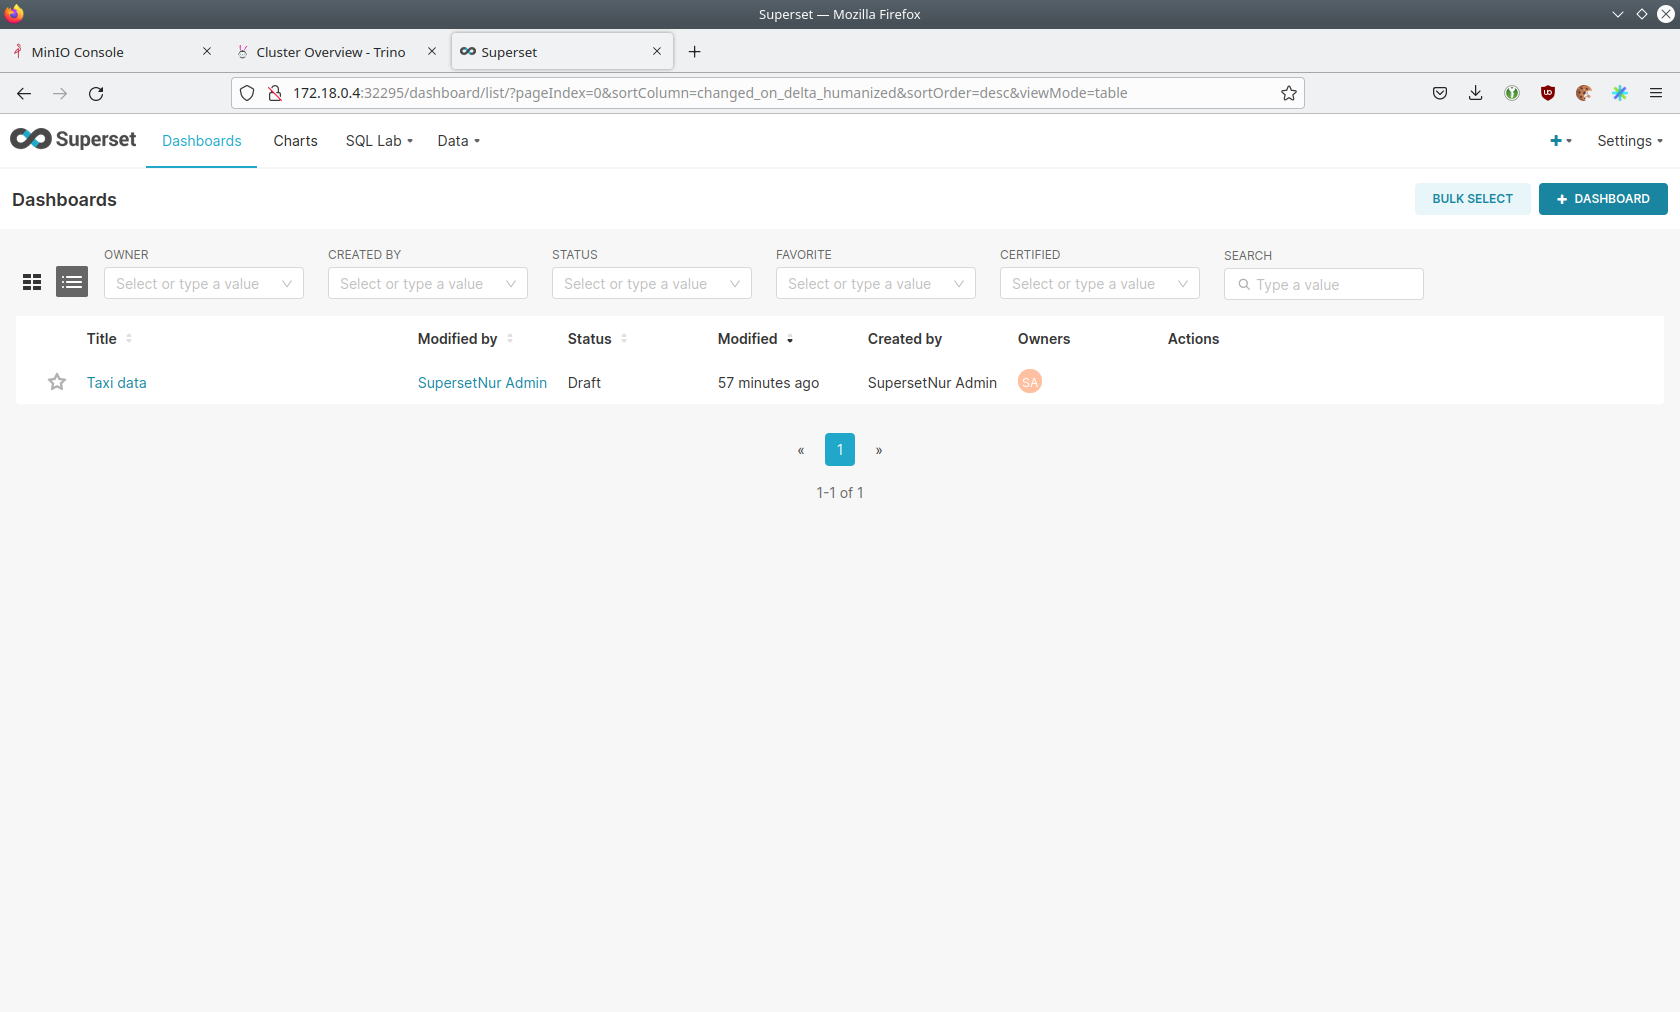 Superset — Mozilla Firefox
MinIO Console
Cluster Overview - Trino
Superset
172.18.0.4:32295/dashboard/list/?pageIndex=0&sortColumn=changed_on_delta_humanized&sortOrder=desc&viewMode=table
Superset Dashboards Charts SQL Lab Data + Settings
Dashboards
BULK SELECT + DASHBOARD
OWNER CREATED BY STATUS FAVORITE CERTIFIED SEARCH
Select or type a value Select or type a value Select or type a value Select or type a value Select or type a value Type a value
Title Modified by Status Modified Created by Owners Actions
Taxi data SupersetNur Admin Draft 57 minutes ago SupersetNur Admin SA
« 1 »
1-1 of 1